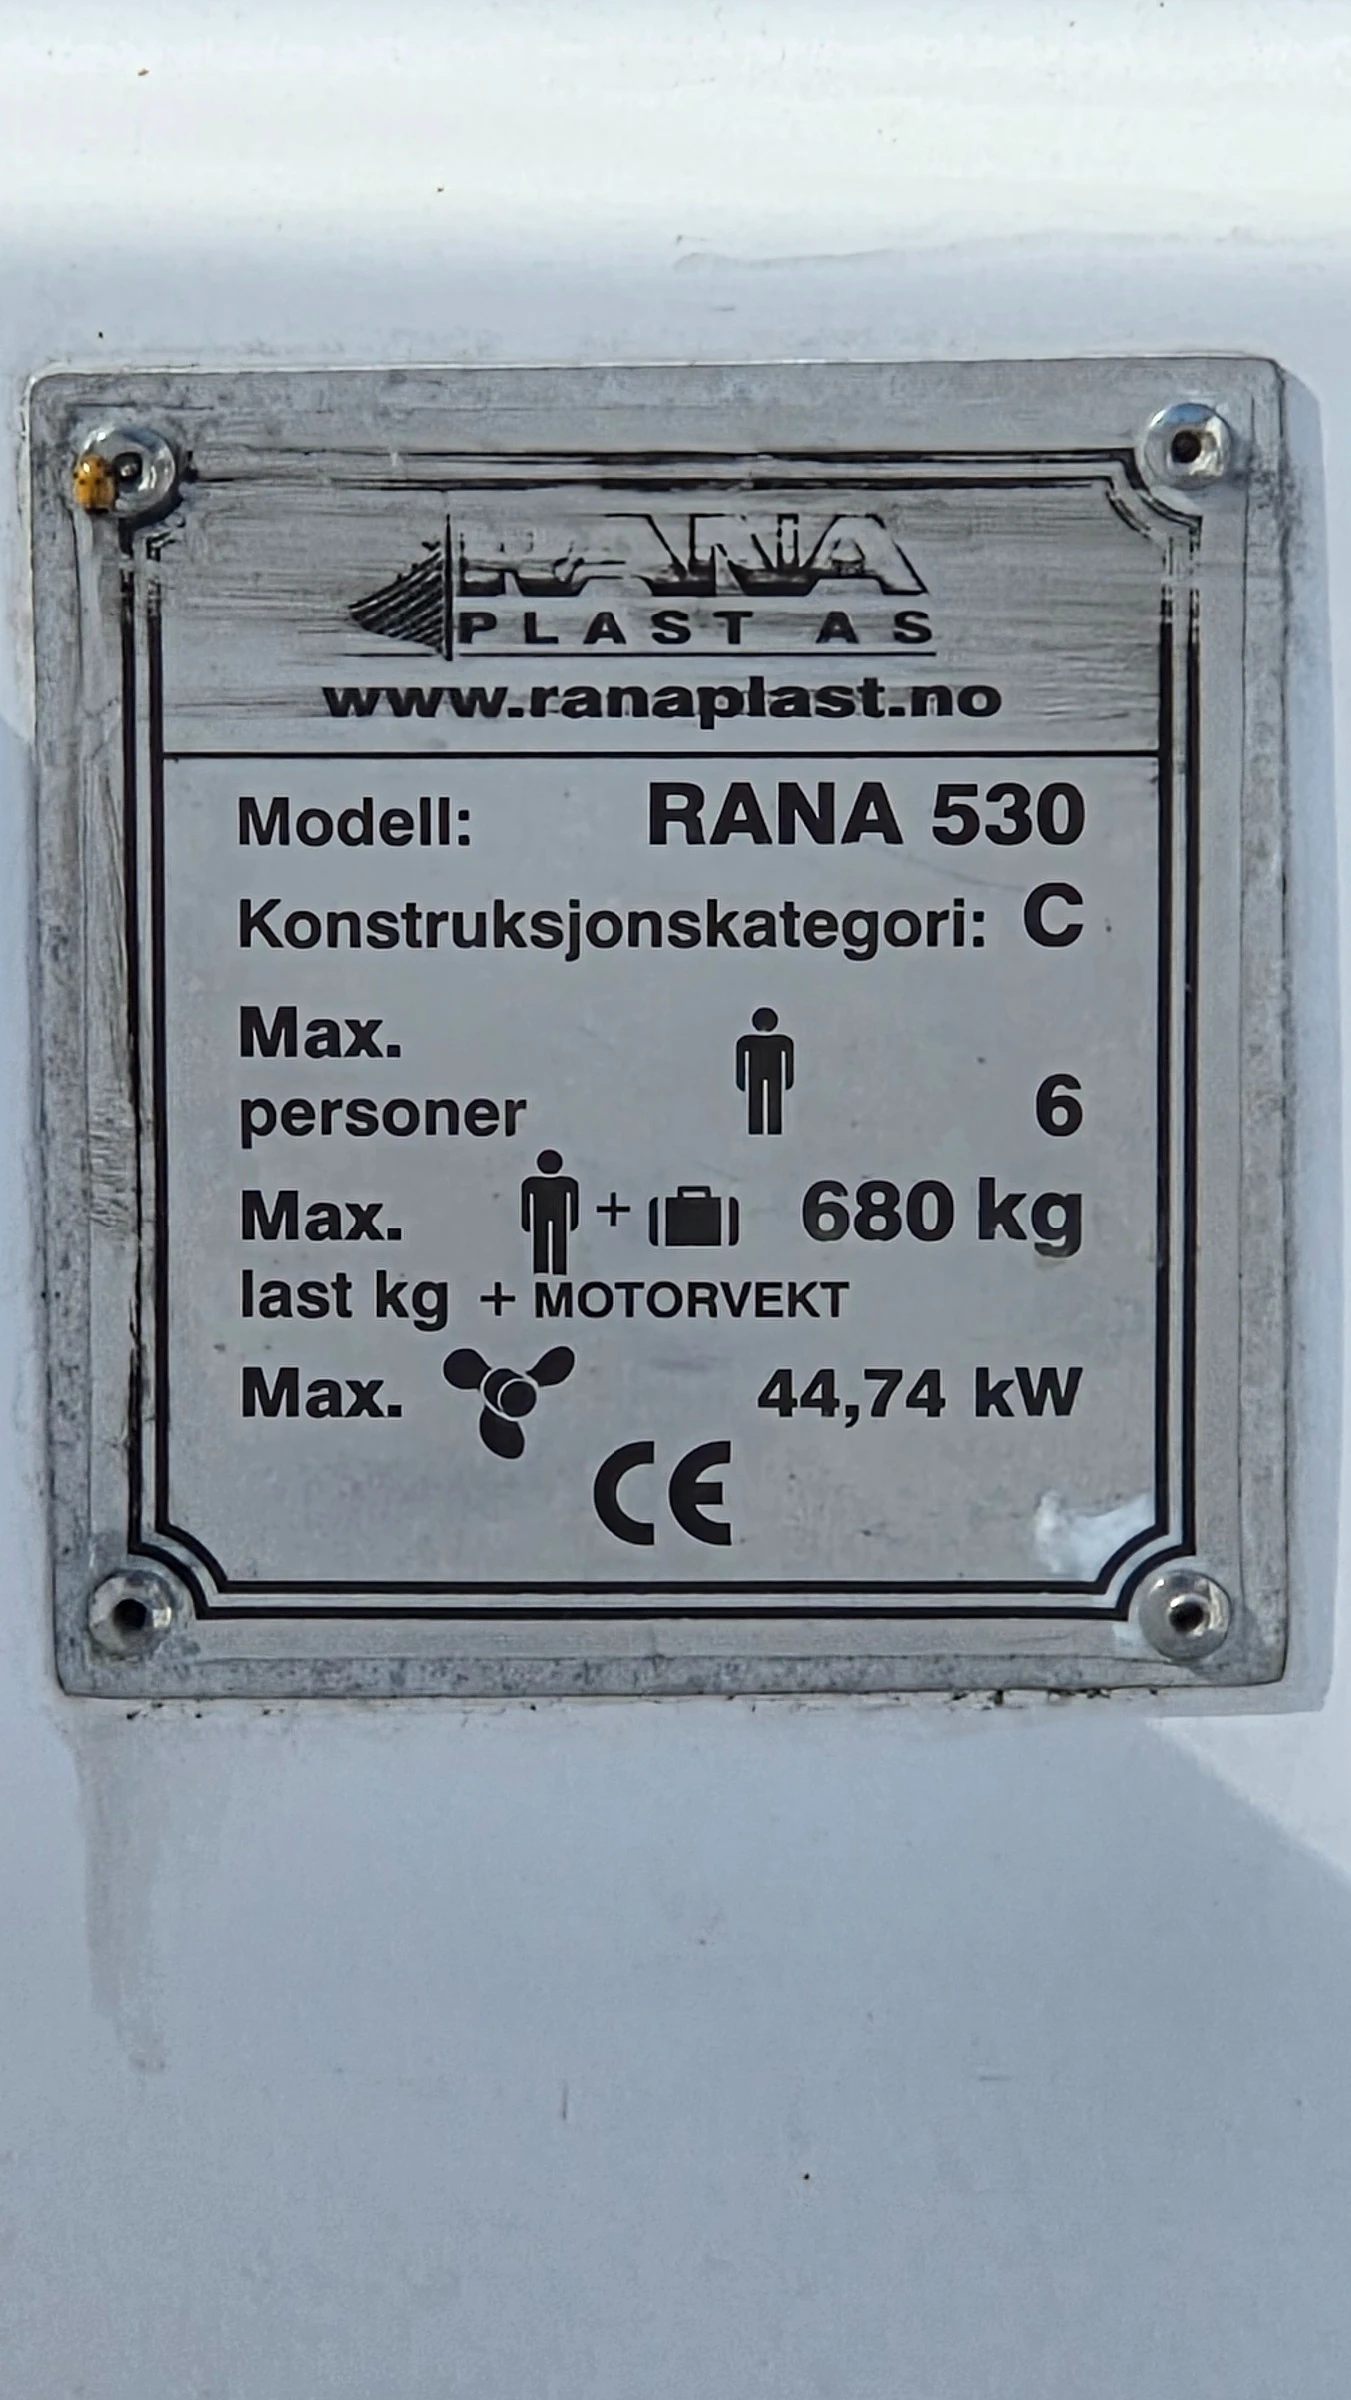 RANA
PLAST AS
www.ranaplast.no
Modell: RANA 530
Konstruksjonskategori: C
Max.
personer 6
Max. + 680 kg
last kg + MOTORVEKT
Max. 44,74 kW
CE